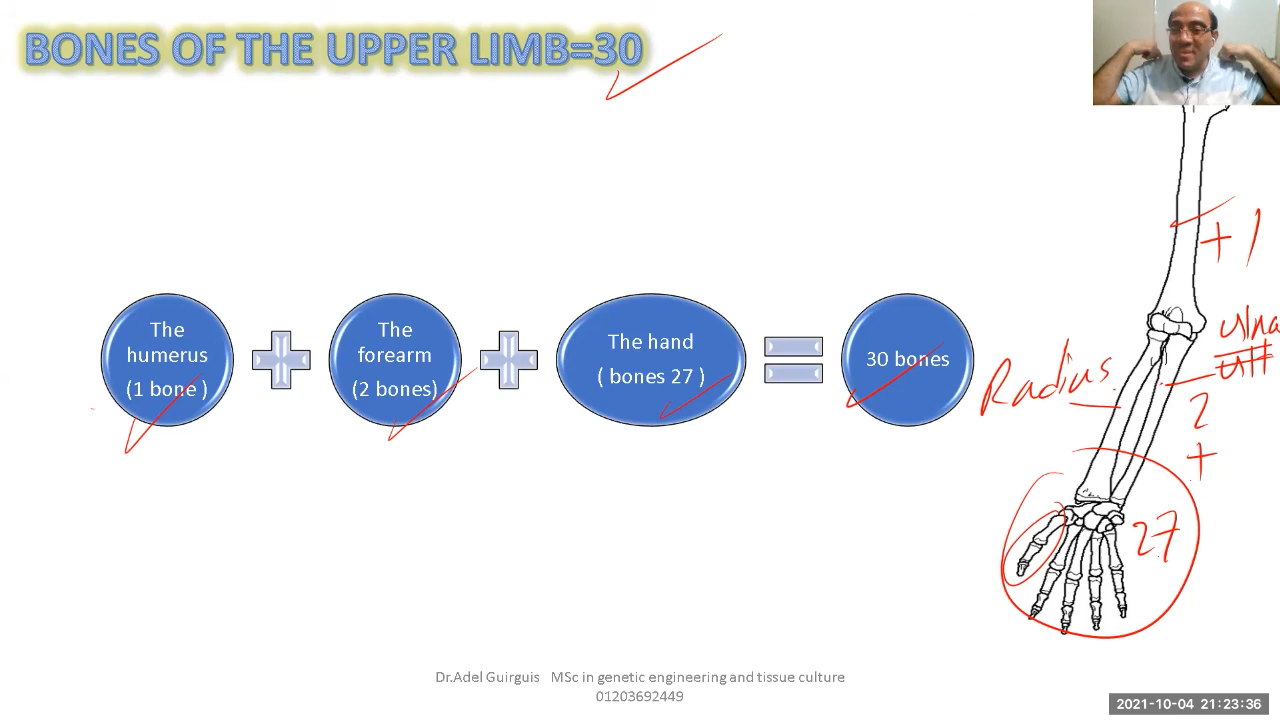 BONES OF THE UPPER LIMB=30
+ 1
The
humerus
(1 bone )
The
forearm
(2 bones)
The hand
( bones 27 )
30 bones
Radius
ulna
2
+
27
Dr.Adel Guirguis MSc in genetic engineering and tissue culture
01203692449
2021-10-04 21:23:36